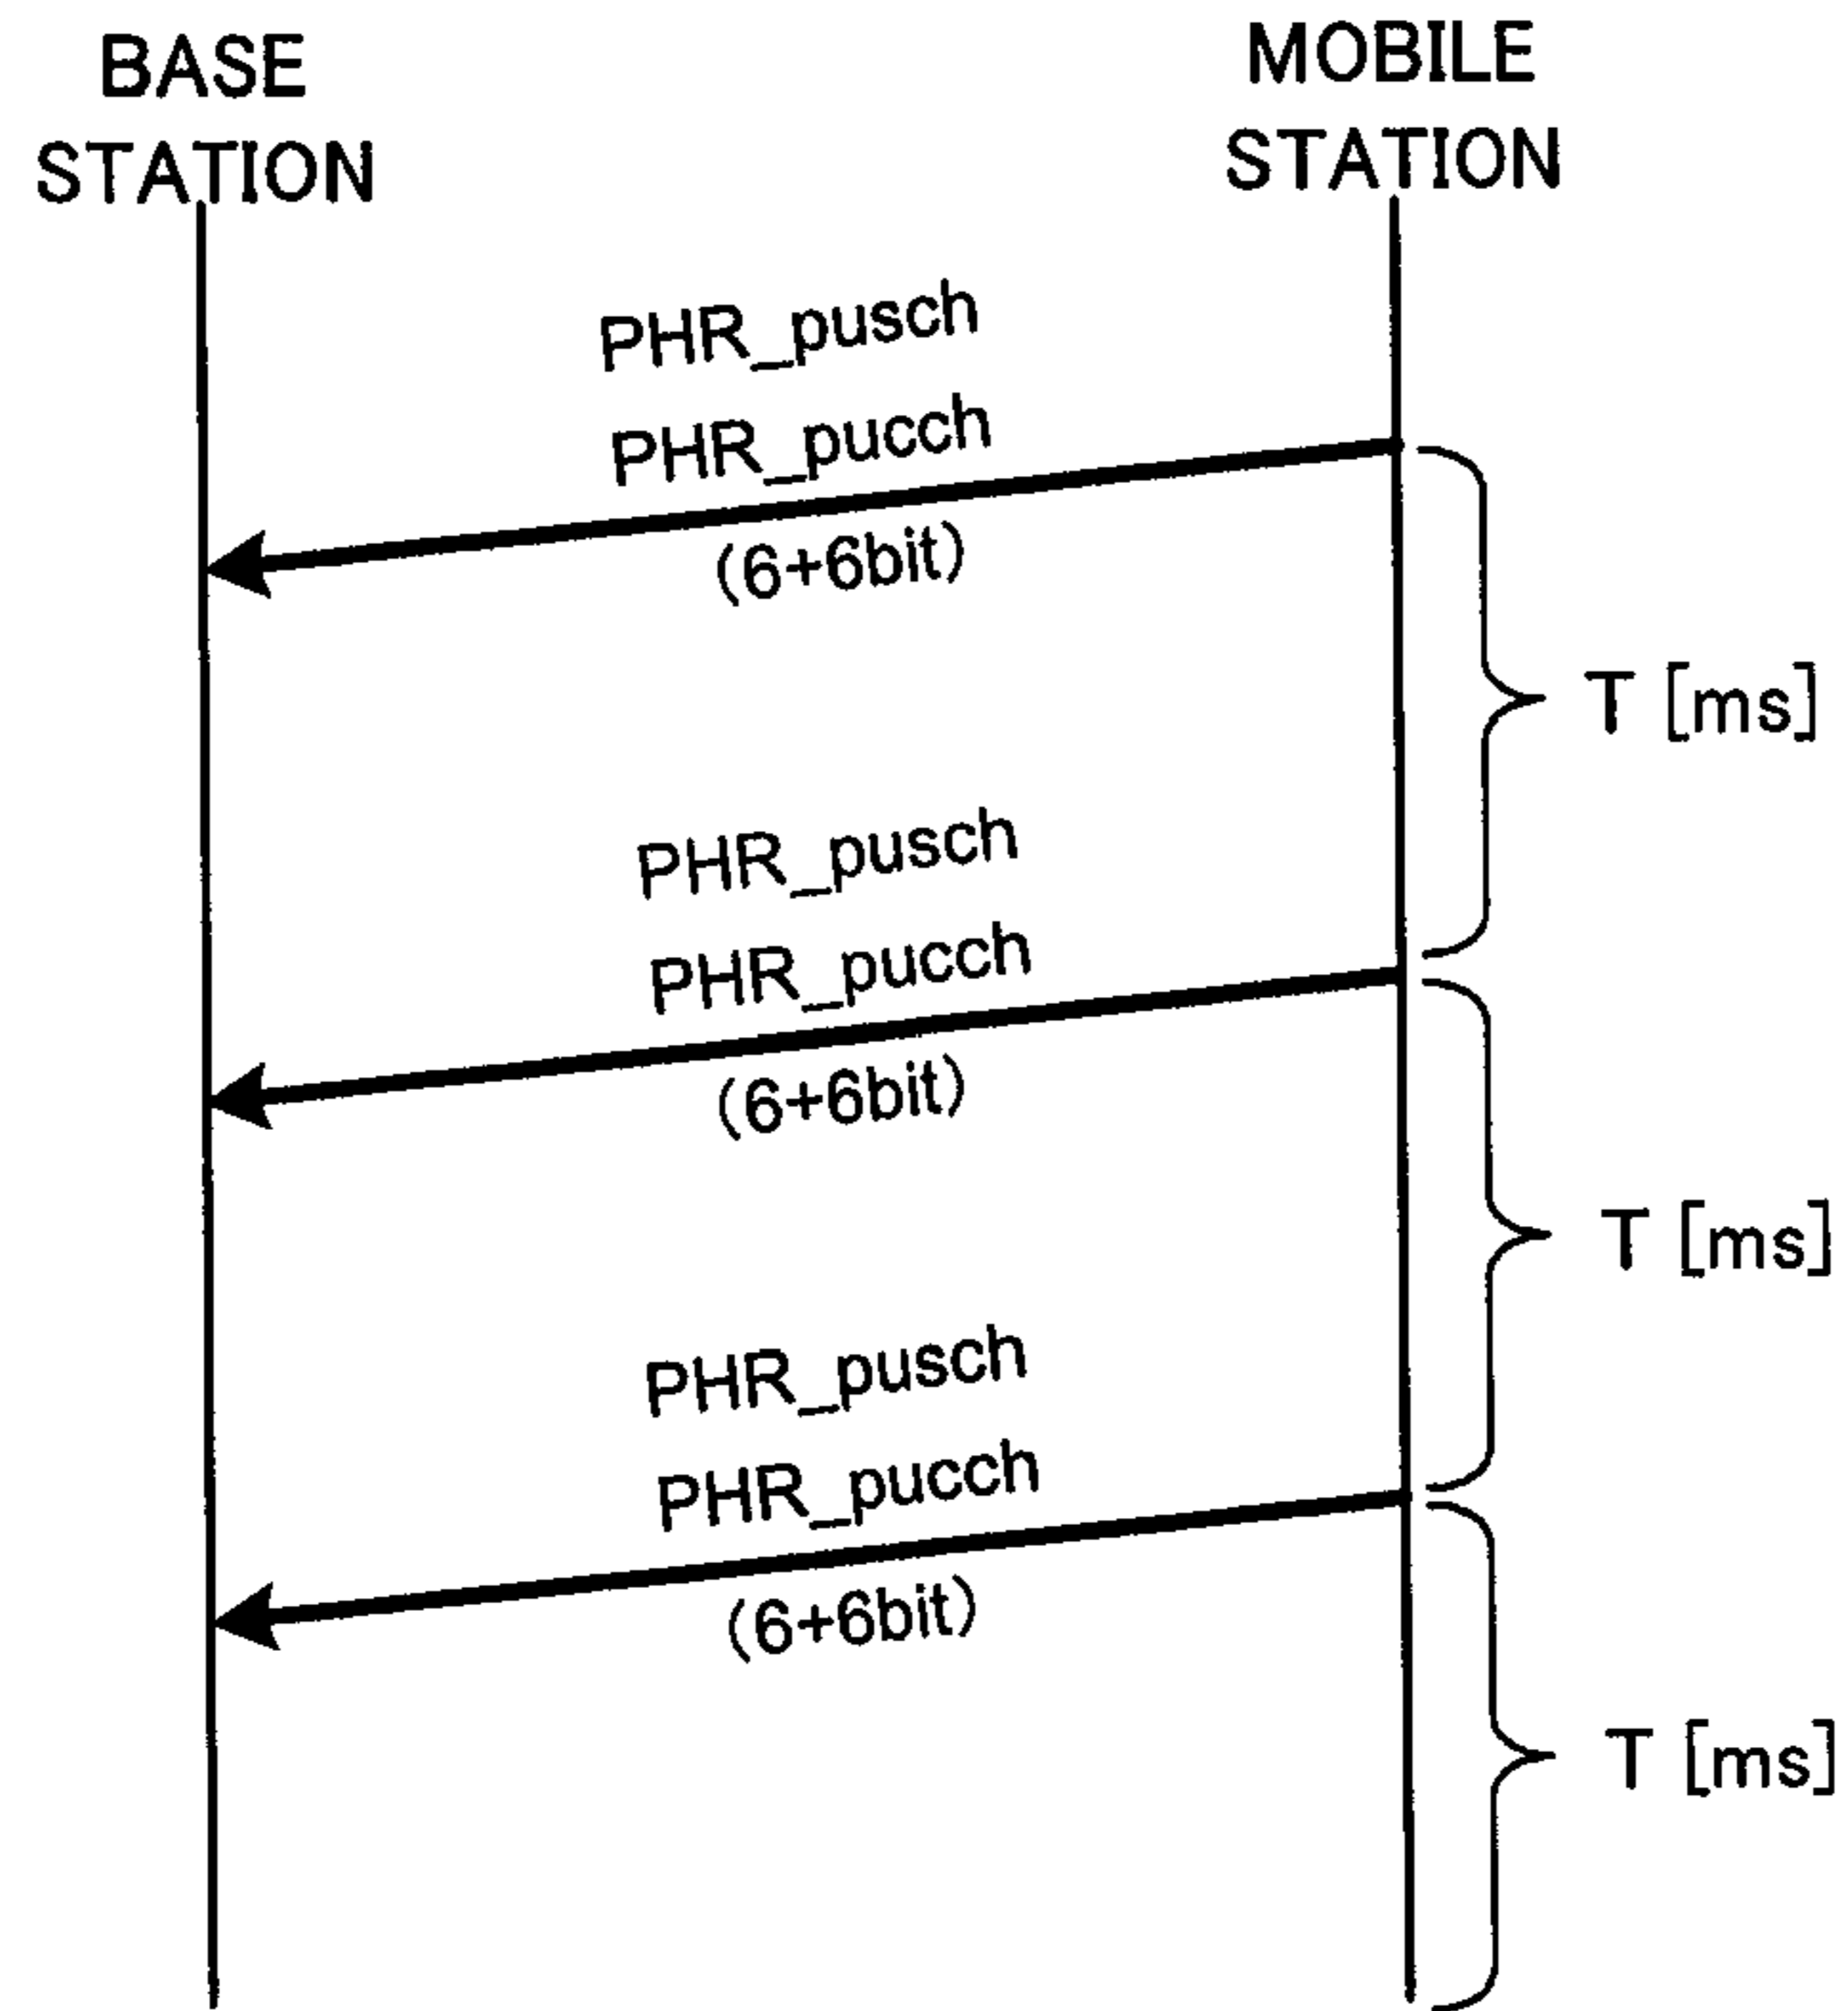 BASE
STATION
MOBILE
STATION
PHR_pusch
PHR_pucch
(6+6bit)
T [ms]
PHR_pusch
PHR_pucch
(6+6bit)
T [ms]
PHR_pusch
PHR_pucch
(6+6bit)
T [ms]